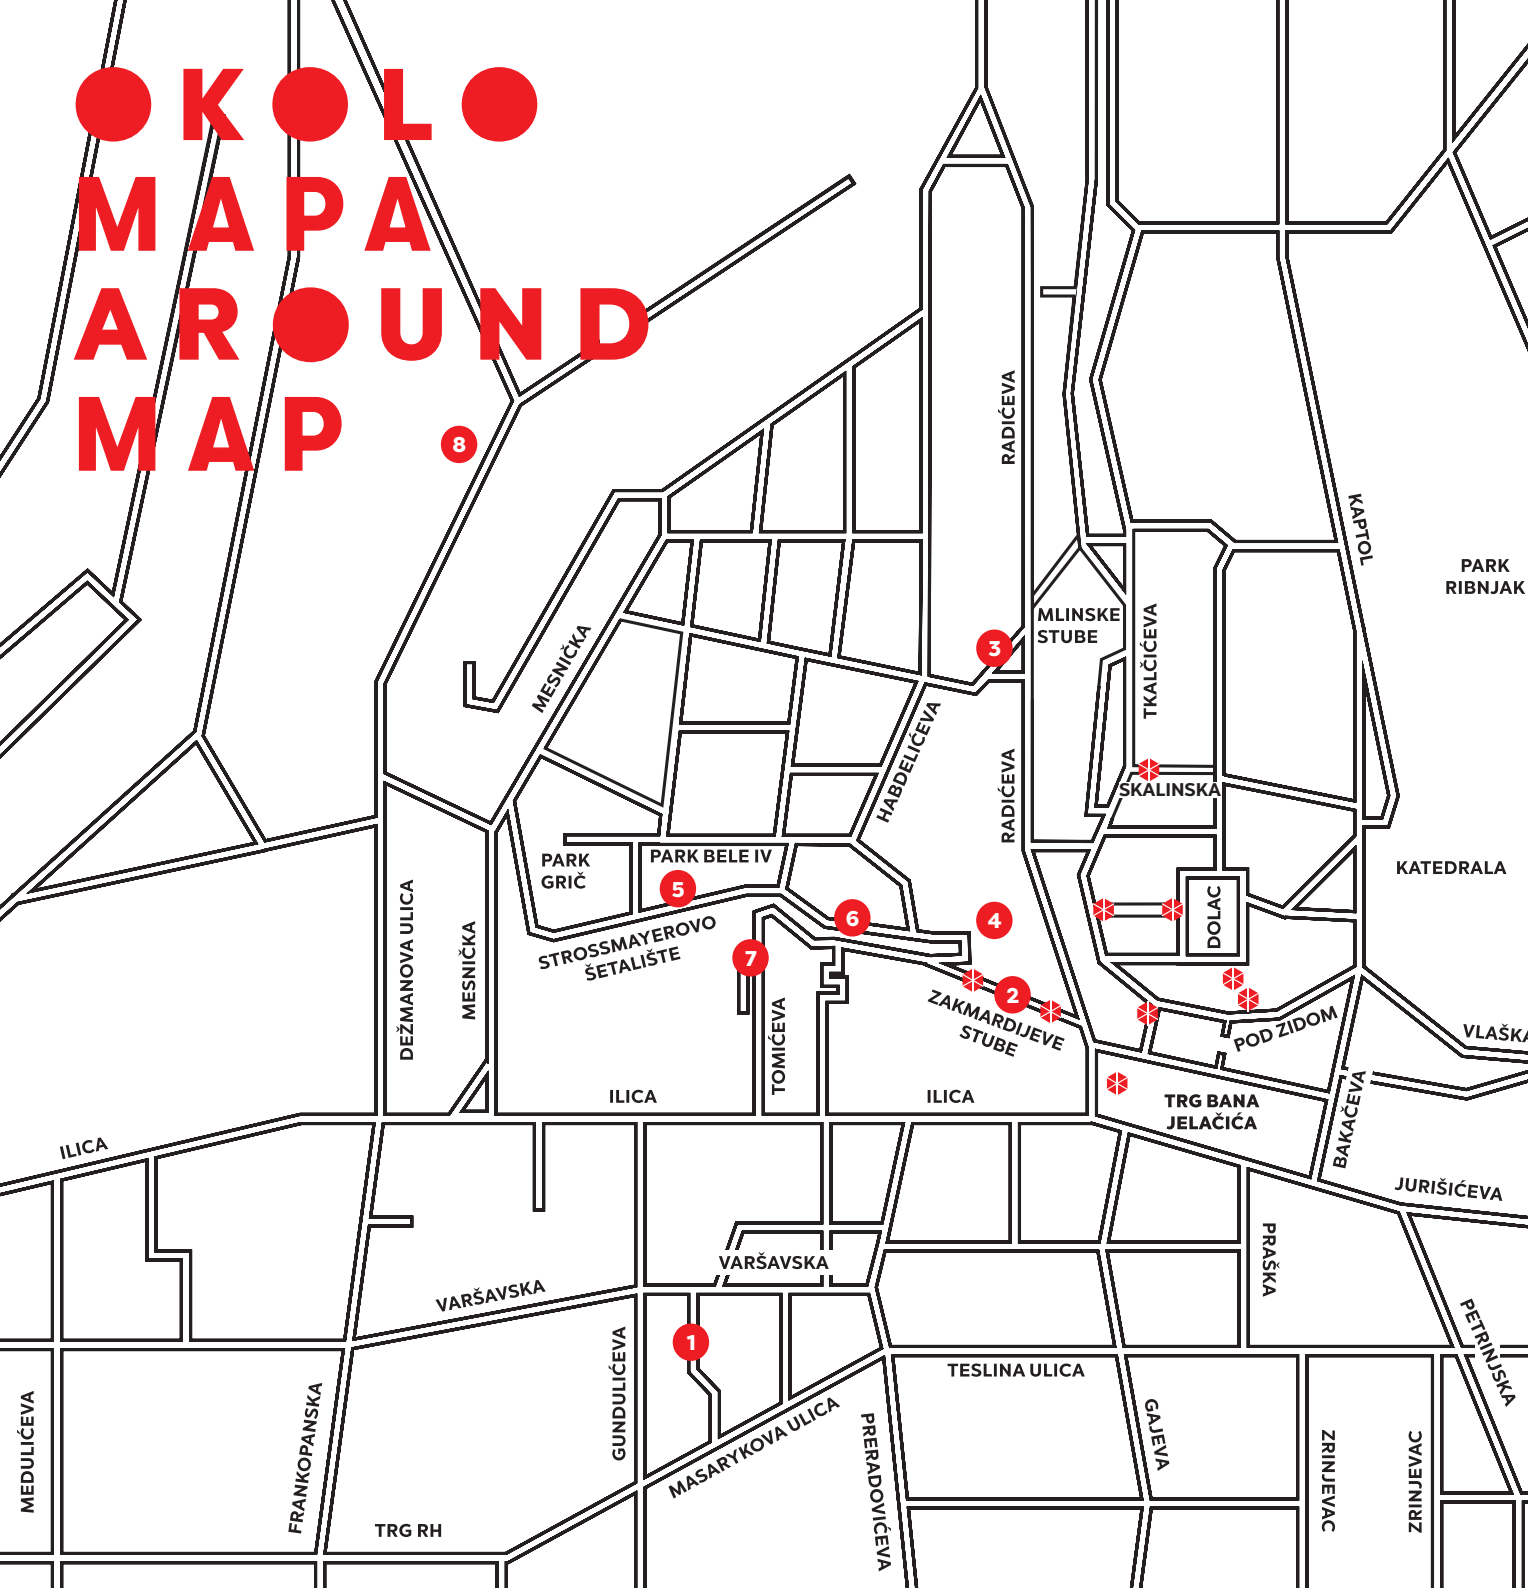 OKOLO
MAPA
AROUND
MAP
8
RADIĆEVA
KAPTOL
PARK
RIBNJAK
MLINSKE
STUBE
3
TKALČIĆEVA
MESNIČKA
HABDELIĆEVA
RADIĆEVA
SKALINSKA
PARK
GRIČ
PARK BELE IV
5
KATEDRALA
DOLAC
6
4
STROSSMAYEROVO
ŠETALIŠTE
7
DEŽMANOVA ULICA
MESNIČKA
2
ZAKMARDIJEVE
STUBE
TOMIĆEVA
POD ZIDOM
VLAŠKA
ILICA
ILICA
TRG BANA
JELAČIĆA
BAKAČEVA
ILICA
JURIŠIĆEVA
PRAŠKA
VARŠAVSKA
VARŠAVSKA
1
PETRINJSKA
TESLINA ULICA
GUNDULIĆEVA
MEDULIĆEVA
FRANKOPANSKA
MASARYKOVA ULICA
PRERADOVIĆEVA
GAJEVA
ZRINJEVAC
ZRINJEVAC
TRG RH